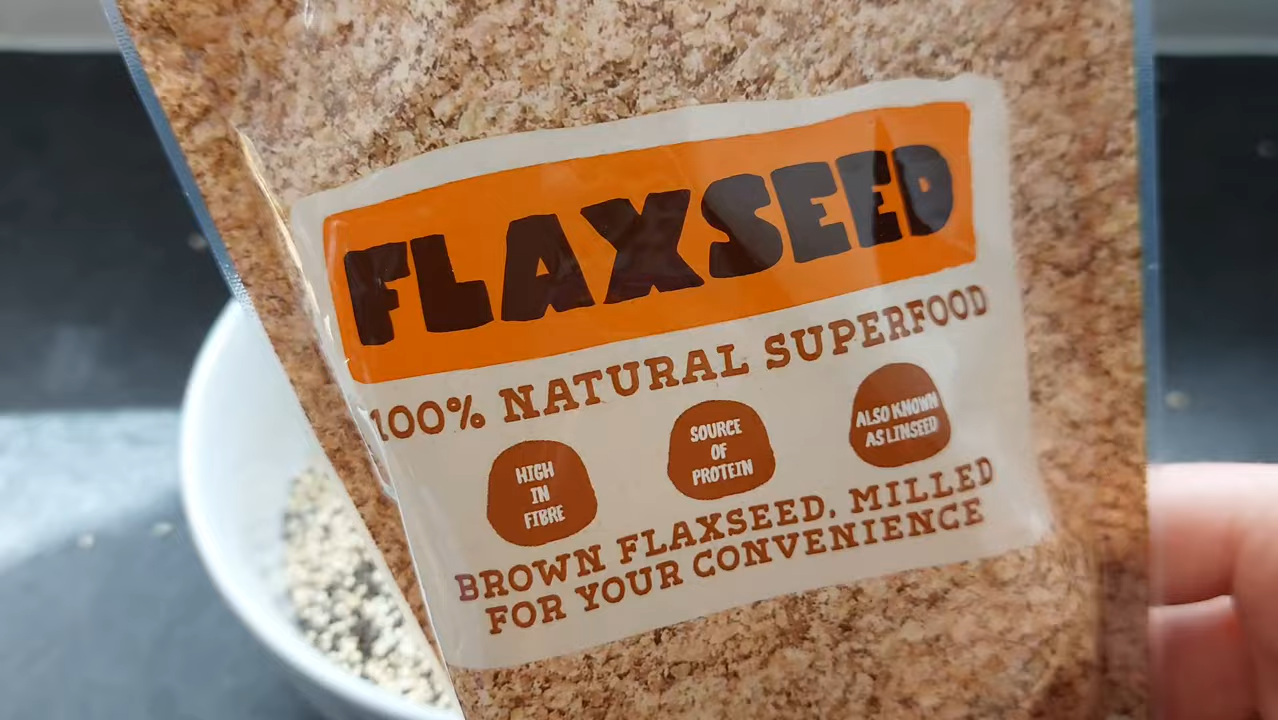 FLAXSEED
100% NATURAL SUPERFOOD
HIGH
IN
FIBRE
SOURCE
OF
PROTEIN
ALSO KNOWN
AS LINSEED
BROWN FLAXSEED, MILLED
FOR YOUR CONVENIENCE